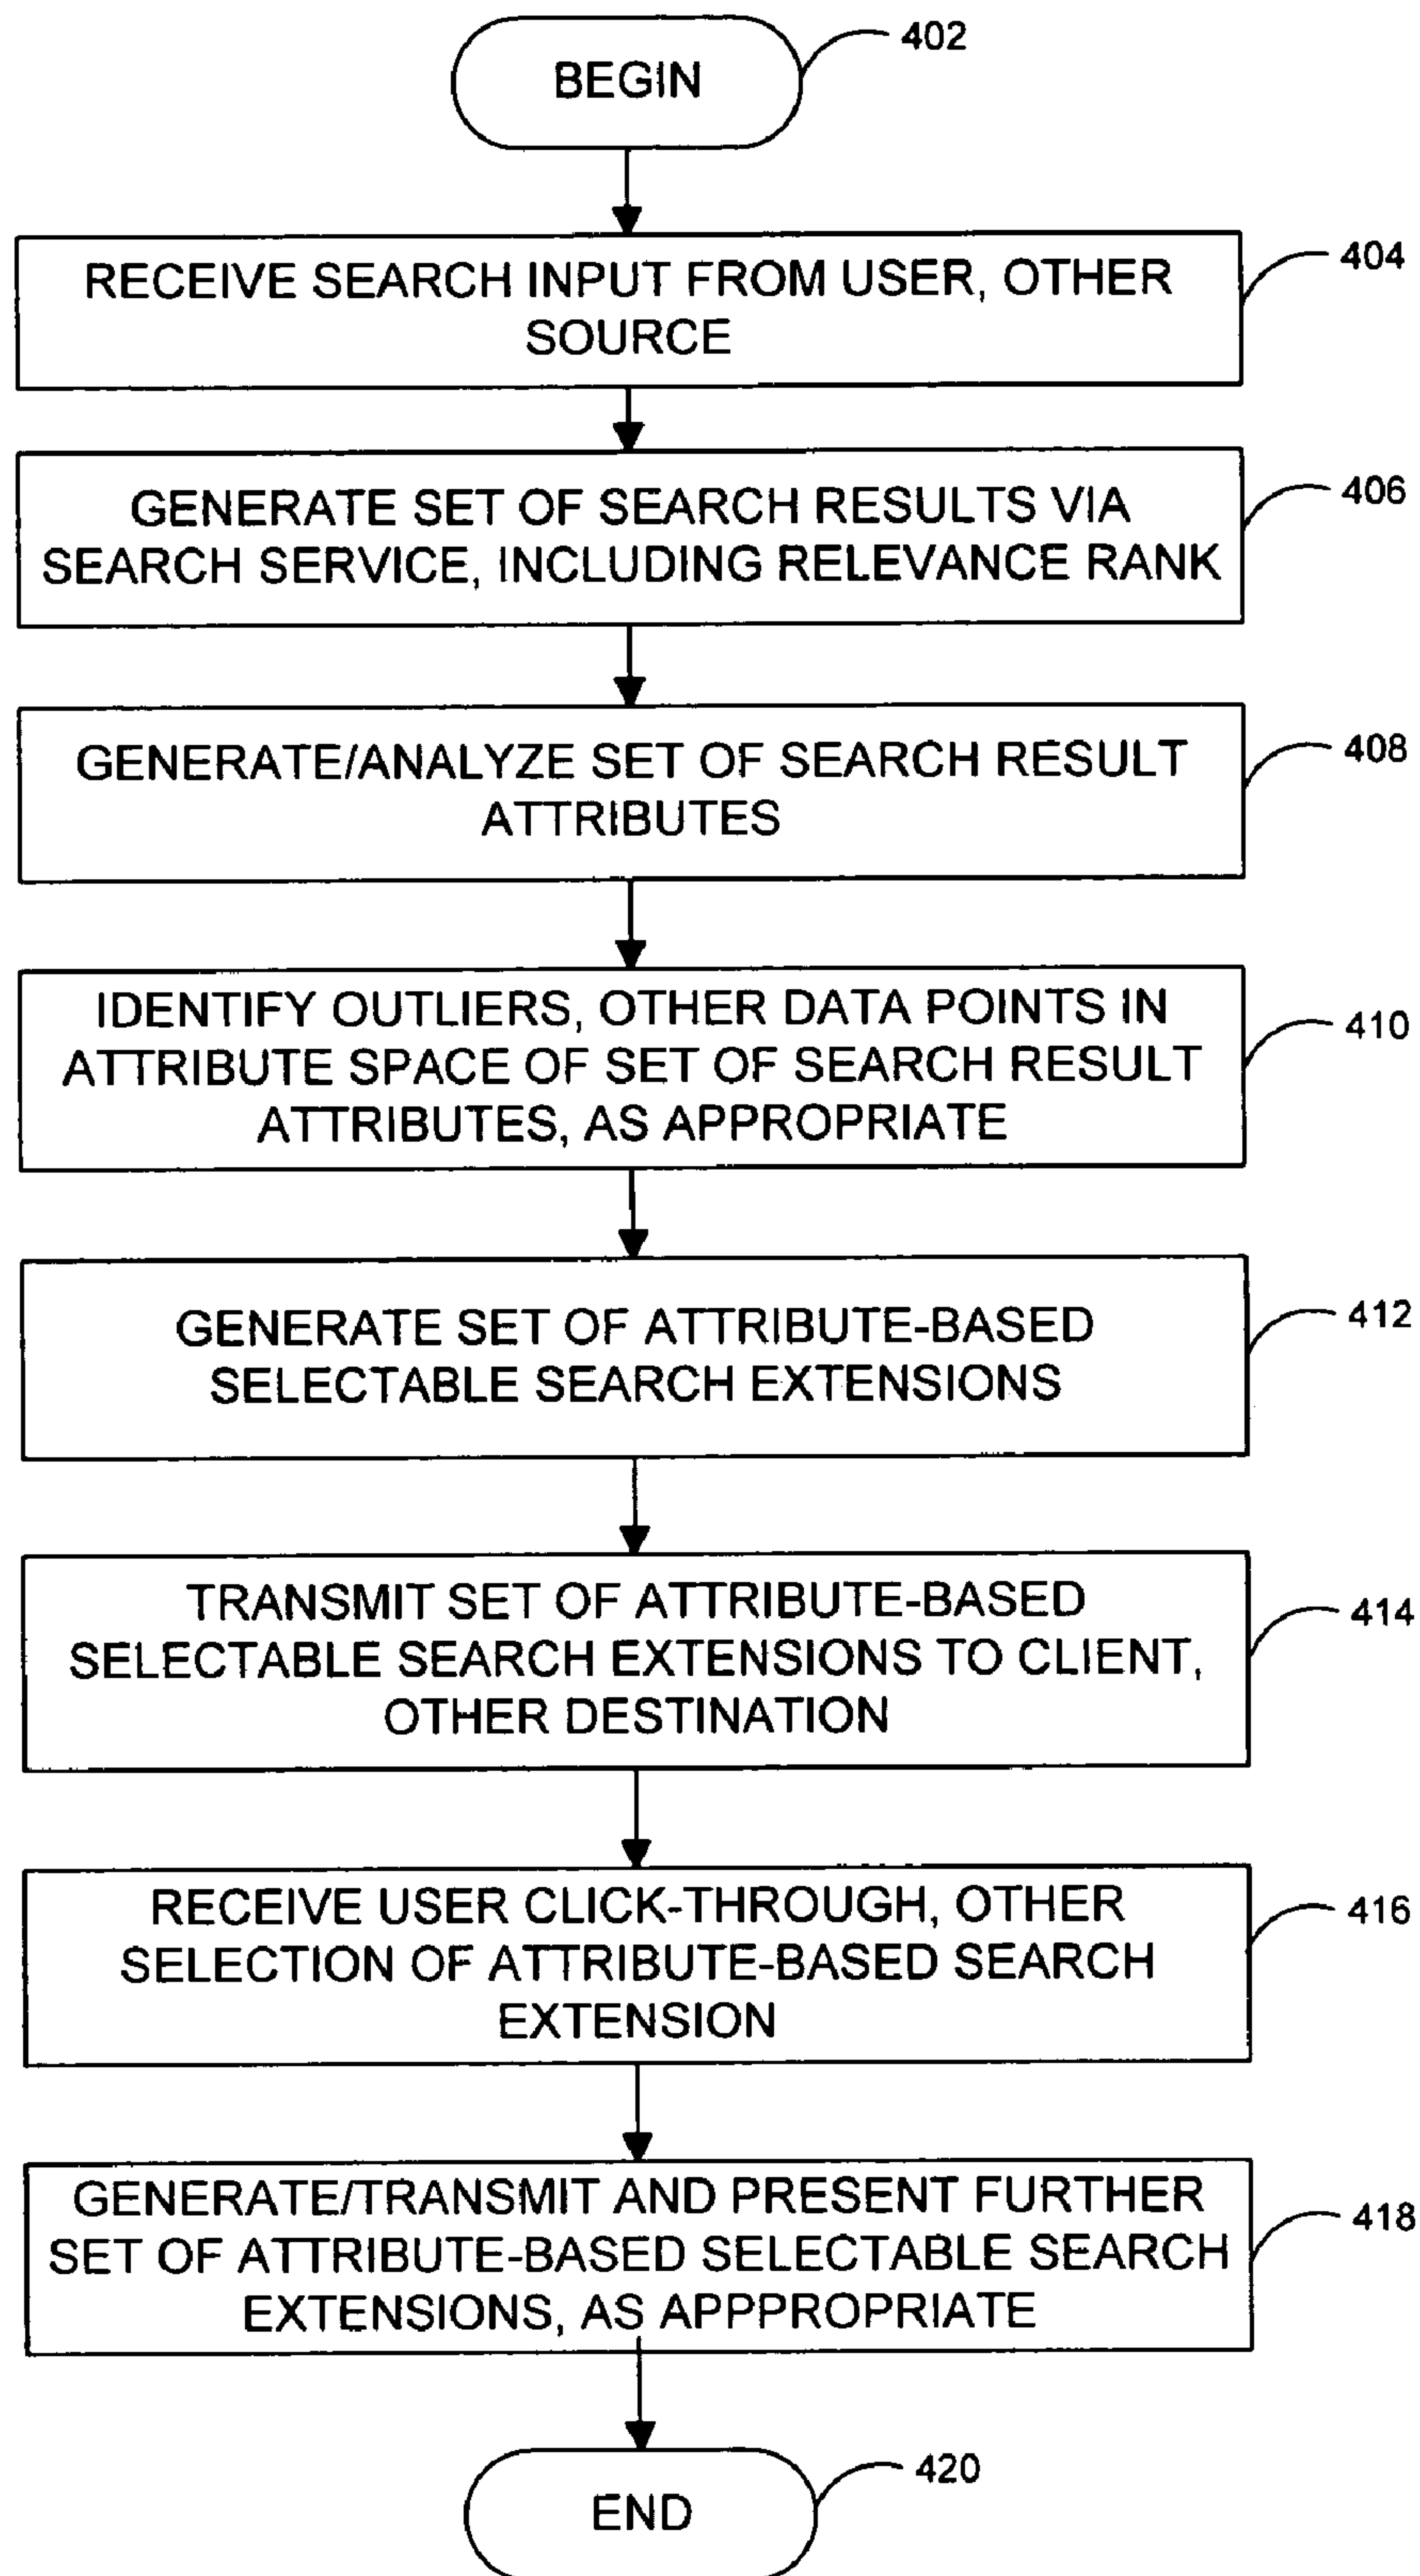 BEGIN
402
RECEIVE SEARCH INPUT FROM USER, OTHER
SOURCE
404
GENERATE SET OF SEARCH RESULTS VIA
SEARCH SERVICE, INCLUDING RELEVANCE RANK
406
GENERATE/ANALYZE SET OF SEARCH RESULT
ATTRIBUTES
408
IDENTIFY OUTLIERS, OTHER DATA POINTS IN
ATTRIBUTE SPACE OF SET OF SEARCH RESULT
ATTRIBUTES, AS APPROPRIATE
410
GENERATE SET OF ATTRIBUTE-BASED
SELECTABLE SEARCH EXTENSIONS
412
TRANSMIT SET OF ATTRIBUTE-BASED
SELECTABLE SEARCH EXTENSIONS TO CLIENT,
OTHER DESTINATION
414
RECEIVE USER CLICK-THROUGH, OTHER
SELECTION OF ATTRIBUTE-BASED SEARCH
EXTENSION
416
GENERATE/TRANSMIT AND PRESENT FURTHER
SET OF ATTRIBUTE-BASED SELECTABLE SEARCH
EXTENSIONS, AS APPPROPRIATE
418
END
420